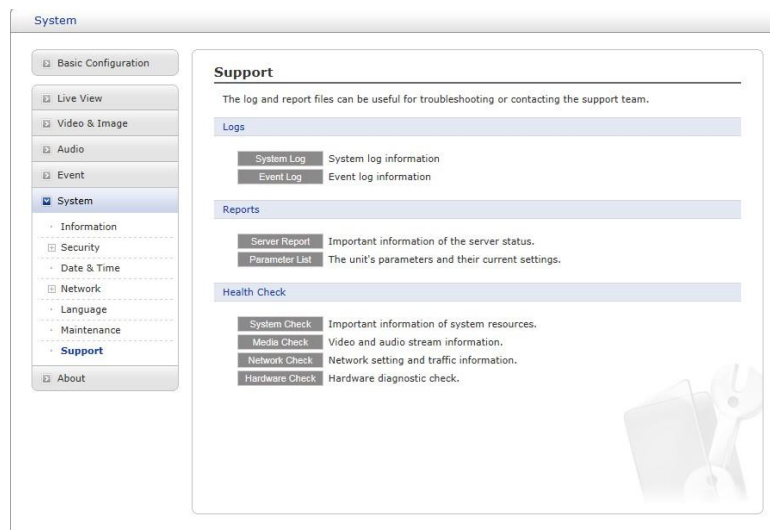 System
Basic Configuration
Live View
Video & Image
Audio
Event
System
Information
Security
Date & Time
Network
Language
Maintenance
Support
About
Support
The log and report files can be useful for troubleshooting or contacting the support team.
Logs
System Log System log information
Event Log Event log information
Reports
Server Report Important information of the server status.
Parameter List The unit's parameters and their current settings.
Health Check
System Check Important information of system resources.
Media Check Video and audio stream information.
Network Check Network setting and traffic information.
Hardware Check Hardware diagnostic check.